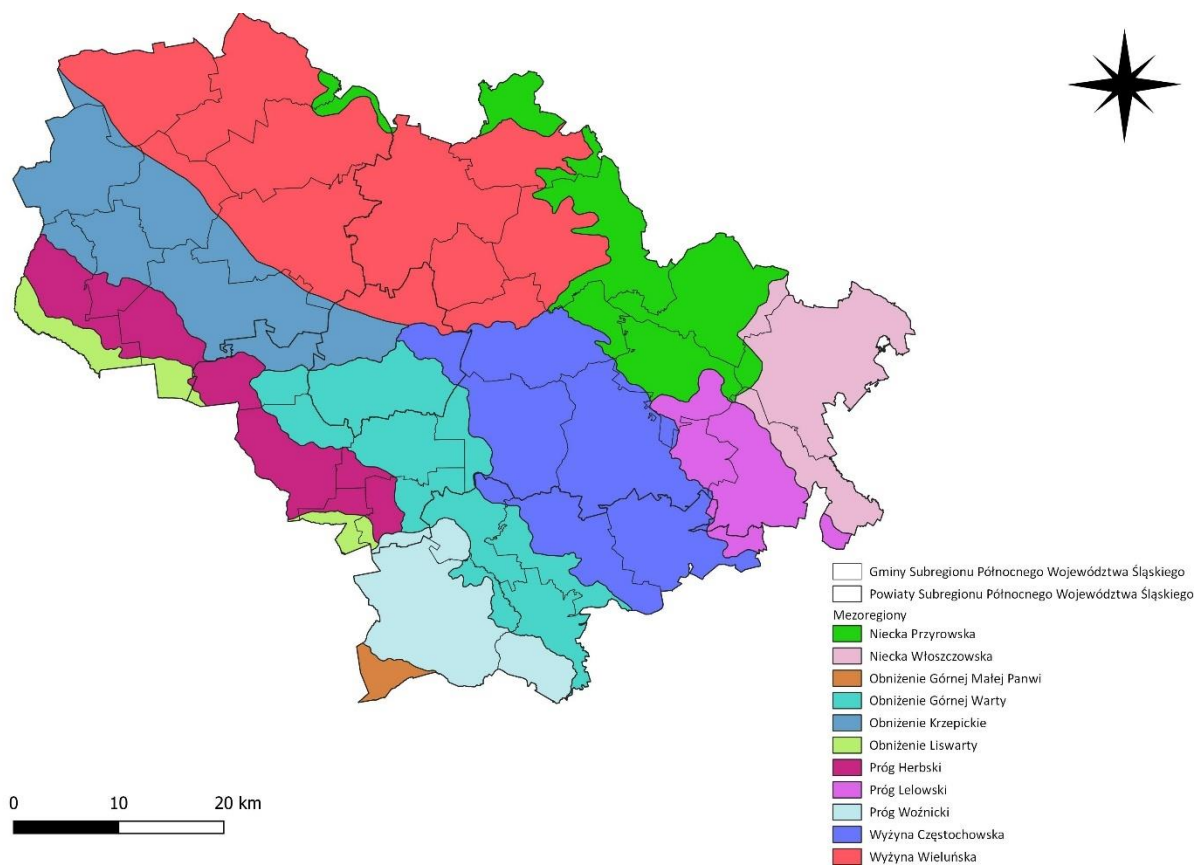 Gminy Subregionu Północnego Województwa Śląskiego
Powiaty Subregionu Północnego Województwa Śląskiego
Mezoregiony
Niecka Przyrowska
Niecka Włoszczowska
Obniżenie Górnej Małej Panwi
Obniżenie Górnej Warty
Obniżenie Krzepickie
Obniżenie Liswarty
Próg Herbski
Próg Lelowski
Próg Woźnicki
Wyżyna Częstochowska
Wyżyna Wieluńska
0 10 20 km